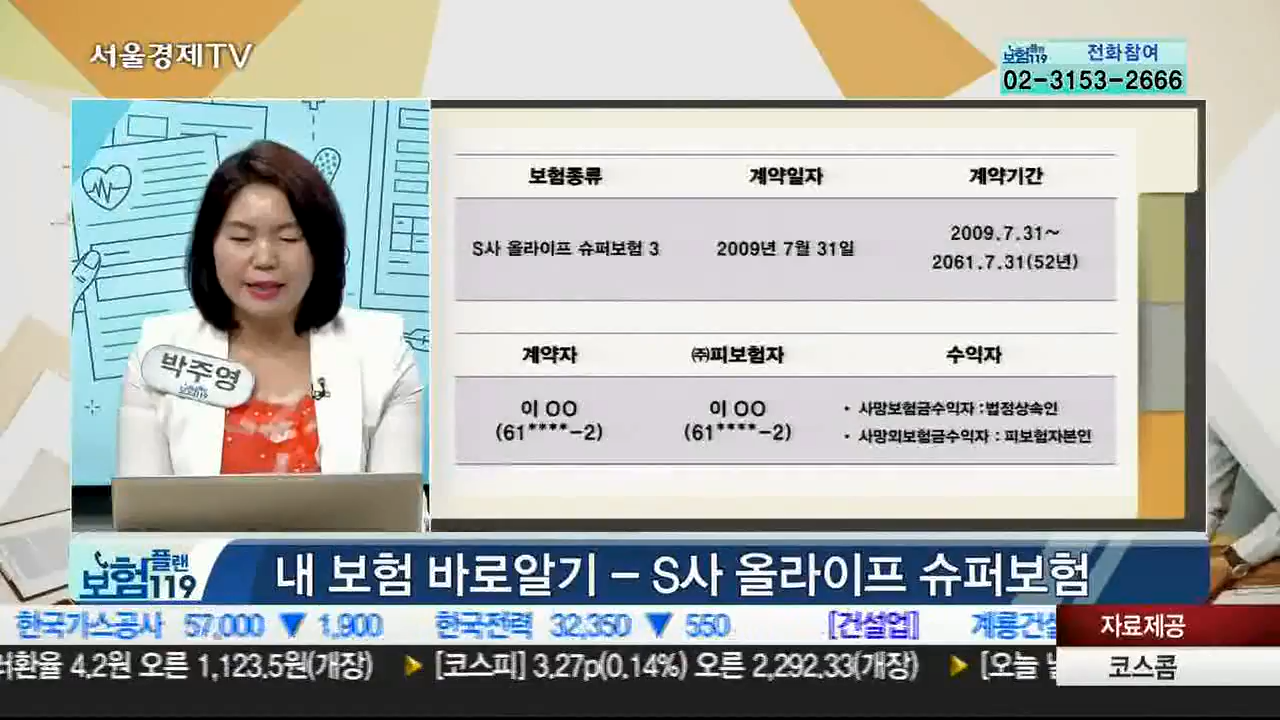 서울경제TV
보험플랜119
전화참여
02-3153-2666
보험종류 계약일자 계약기간
S사 올라이프 슈퍼보험 3 2009년 7월 31일 2009.7.31~
2061.7.31(52년)
계약자 ㈜피보험자 수익자
이 OO 이 OO • 사망보험금수익자 :법정상속인
(61****-2) (61****-2) • 사망외보험금수익자 : 피보험자본인
박주영
보험플랜119
내 보험 바로알기 - S사 올라이프 슈퍼보험
한국가스공사 57,000 ▼ 1,900 한국전력 32,350 ▼ 550 [건설업] 계룡건설
자료제공
러환율 4.2원 오른 1,123.5원(개장) ▶ [코스피] 3.27p(0.14%) 오른 2,292.33(개장) ▶ [오늘
코스콤